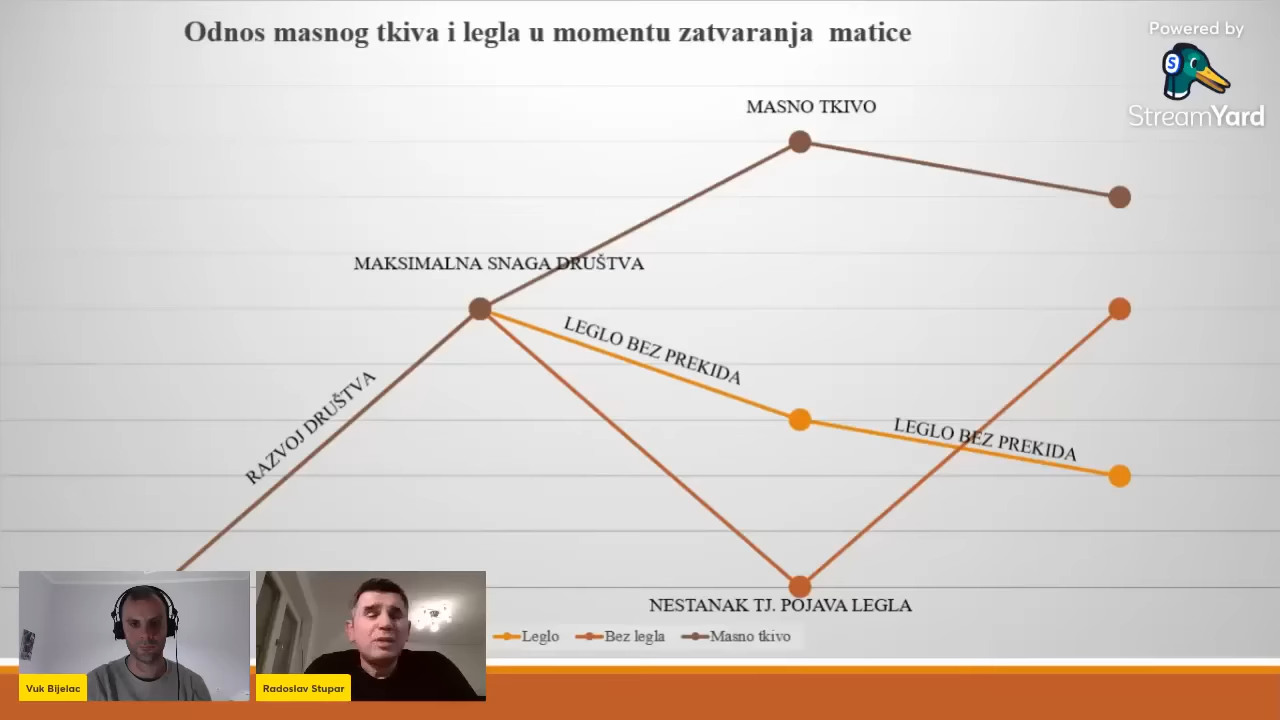 Odnos masnog tkiva i legla u momentu zatvaranja matice
Powered by
S
StreamYard
MASNO TKIVO
MAKSIMALNA SNAGA DRUŠTVA
LEGLO BEZ PREKIDA
RAZVOJ DRUŠTVA
LEGLO BEZ PREKIDA
NESTANAK TJ. POJAVA LEGLA
Leglo
Bez legla
Masno tkivo
Vuk Bijelac
Radoslav Stupar